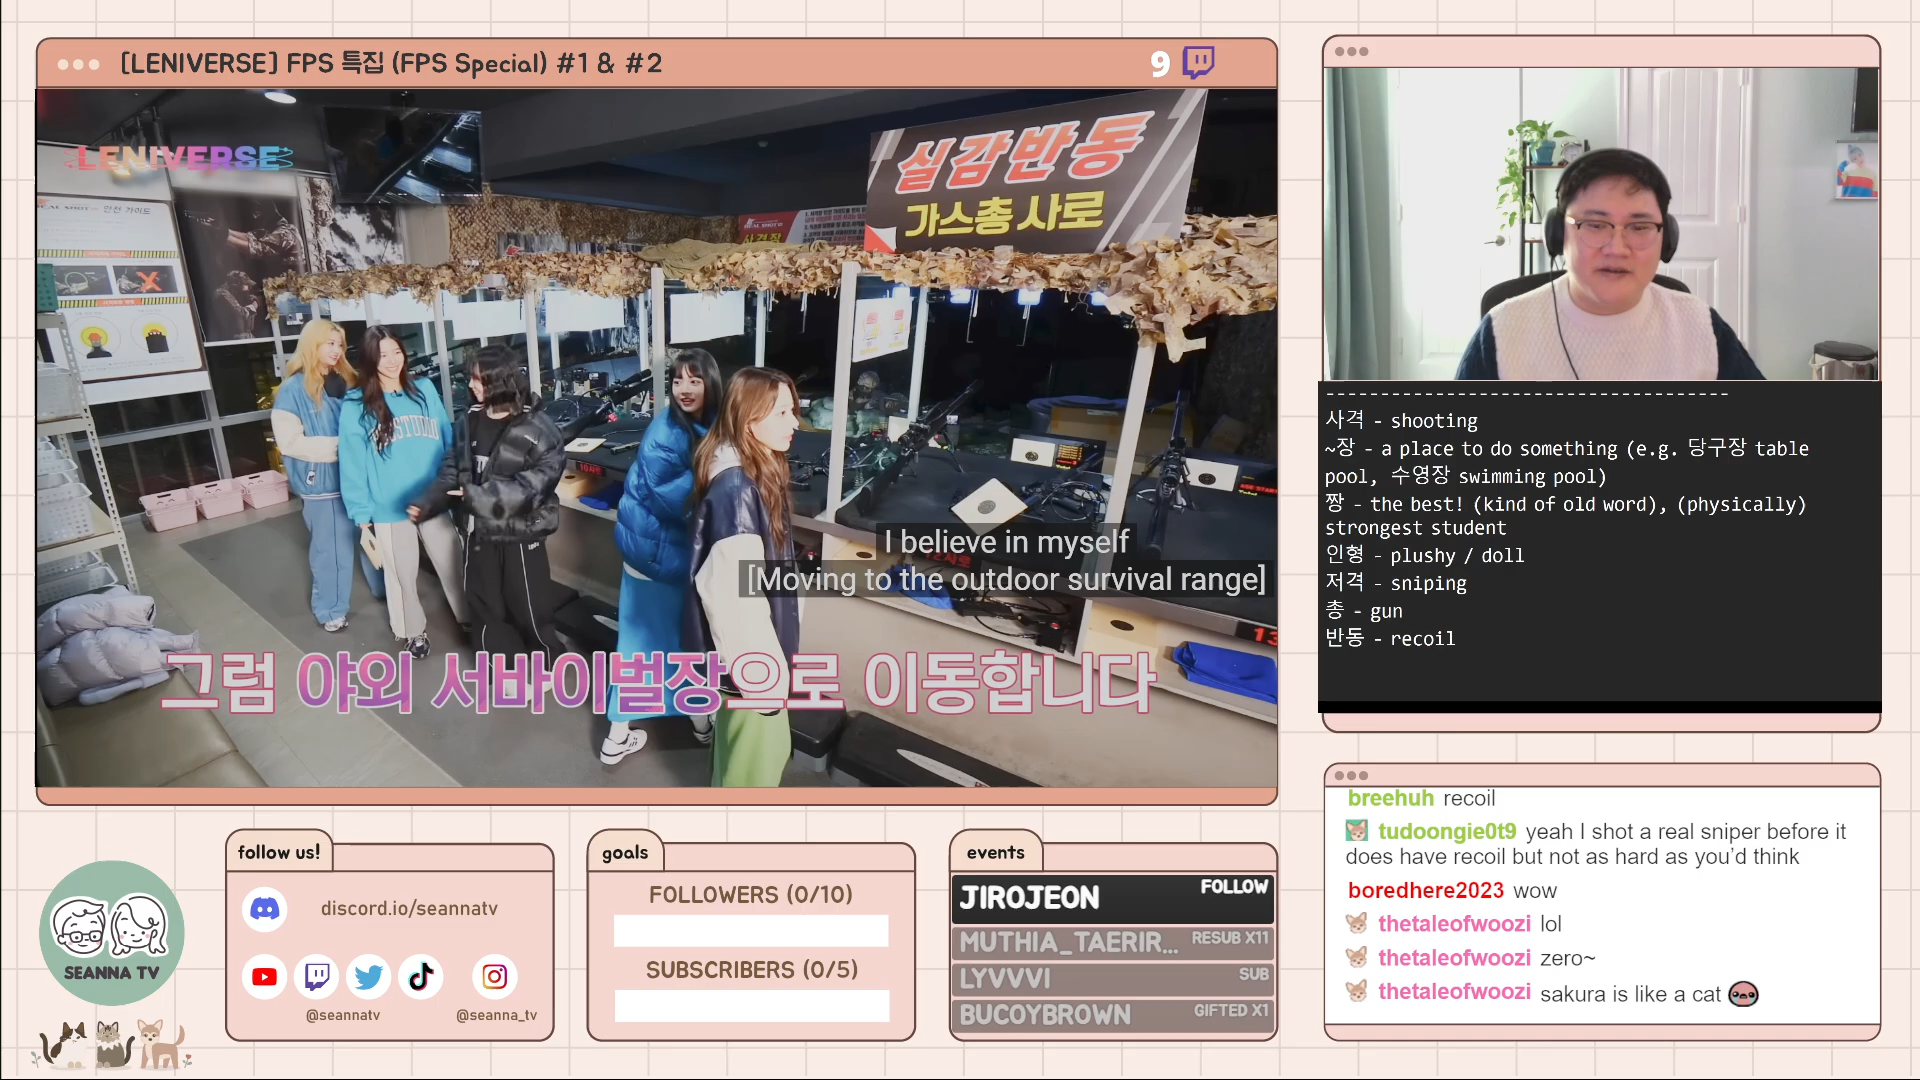 [LENIVERSE] FPS 특집 (FPS Special) #1 & #2
9
LENIVERSE
안전 가이드
실감반동
가스총 사로
I believe in myself
[Moving to the outdoor survival range]
그럼 야외 서바이벌장으로 이동합니다
-----------------------------------
사격 - shooting
~장 - a place to do something (e.g. 당구장 table
pool, 수영장 swimming pool)
짱 - the best! (kind of old word), (physically)
strongest student
인형 - plushy / doll
저격 - sniping
총 - gun
반동 - recoil
breehuh recoil
tudoongie0t9 yeah I shot a real sniper before it
does have recoil but not as hard as you'd think
boredhere2023 wow
thetaleofwoozi lol
thetaleofwoozi zero~
thetaleofwoozi sakura is like a cat
SEANNA TV
follow us!
discord.io/seannatv
@seannatv
@seanna_tv
goals
FOLLOWERS (0/10)
SUBSCRIBERS (0/5)
events
JIROJEON FOLLOW
MUTHIA_TAERIR... RESUB X11
LYVVVI SUB
BUCOYBROWN GIFTED X1